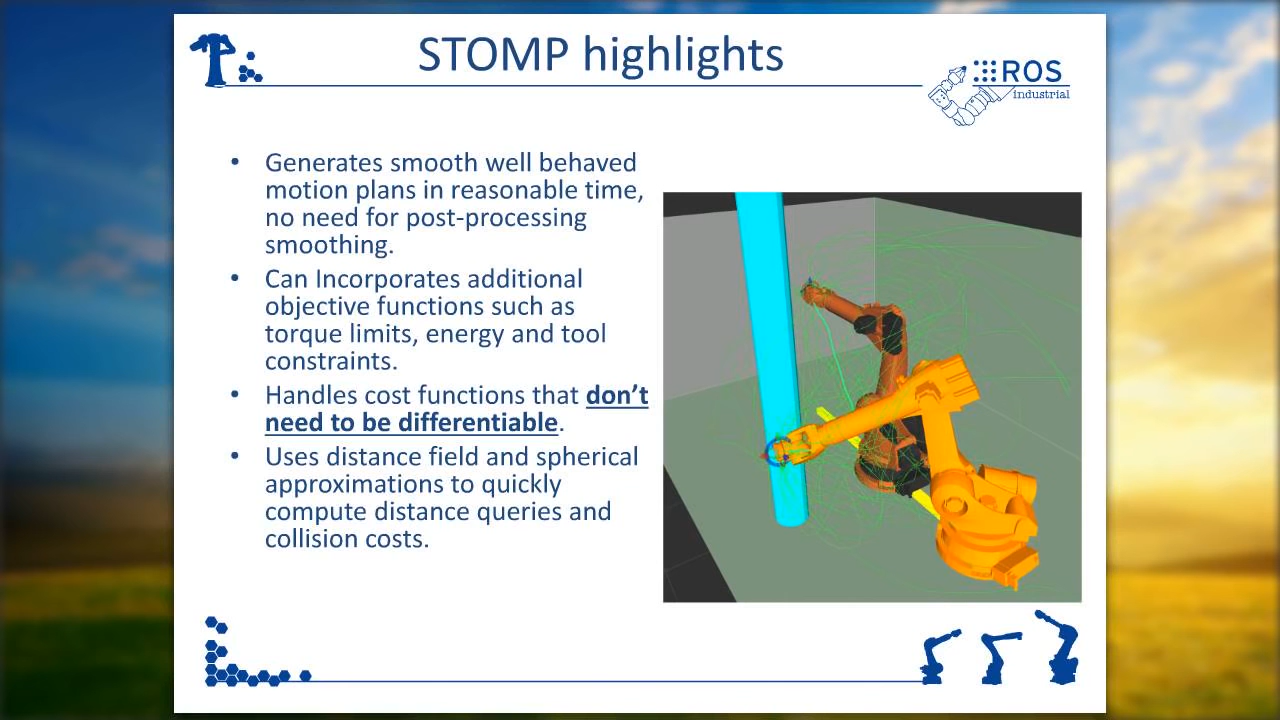 STOMP highlights
ROS
industrial
• Generates smooth well behaved
motion plans in reasonable time,
no need for post-processing
smoothing.
• Can Incorporates additional
objective functions such as
torque limits, energy and tool
constraints.
• Handles cost functions that don't
need to be differentiable.
• Uses distance field and spherical
approximations to quickly
compute distance queries and
collision costs.